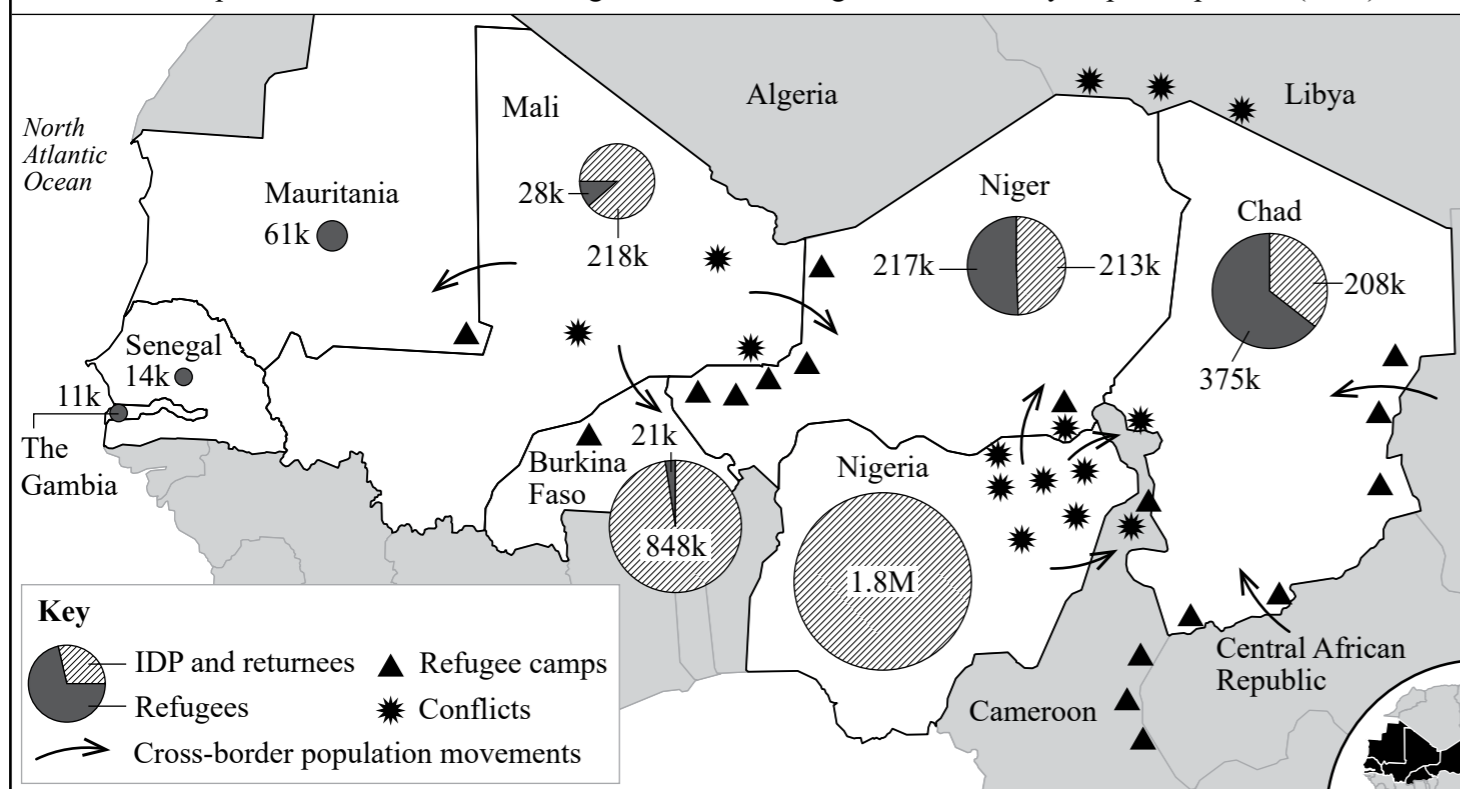 North
Atlantic
Ocean
Algeria
Libya
Mali
28k
218k
Mauritania
61k
Niger
217k
213k
Chad
208k
375k
Senegal
14k
11k
The
Gambia
21k
Burkina
Faso
848k
Nigeria
1.8M
Central African
Republic
Cameroon
Key
IDP and returnees
Refugees
Refugee camps
Conflicts
Cross-border population movements